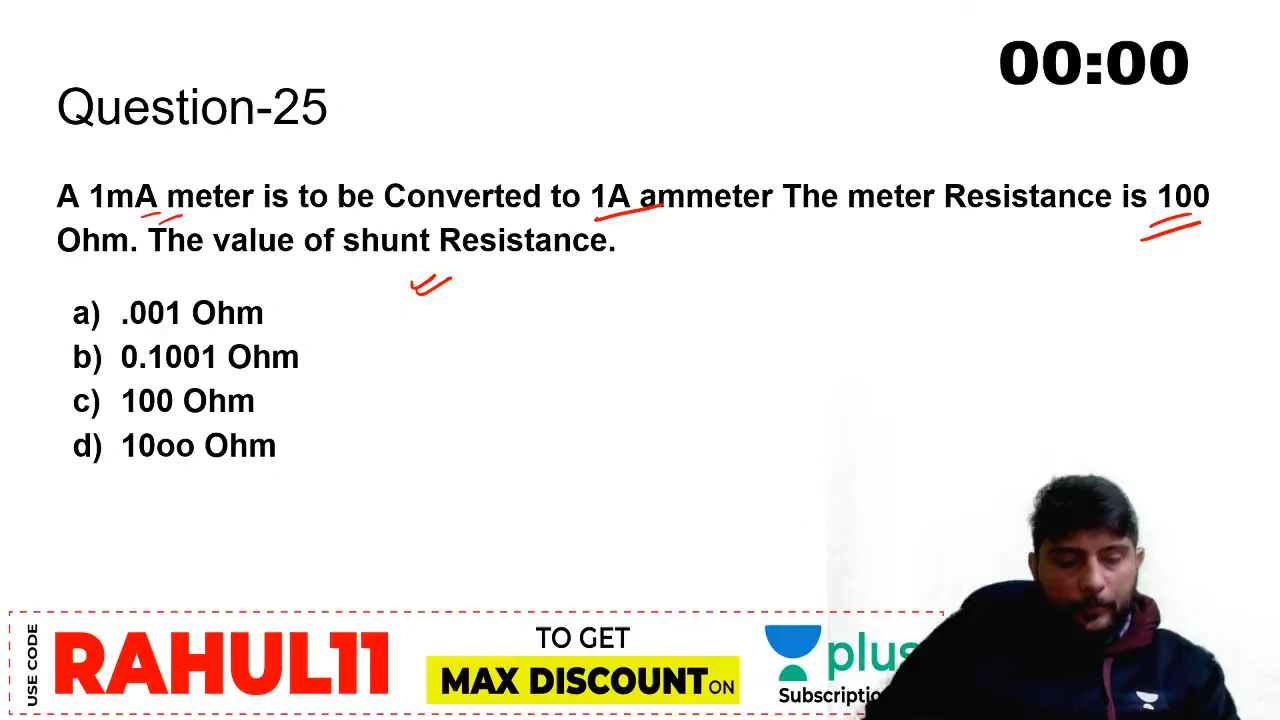 00:00
Question-25
A 1mA meter is to be Converted to 1A ammeter The meter Resistance is 100
Ohm. The value of shunt Resistance.
a) .001 Ohm
b) 0.1001 Ohm
c) 100 Ohm
d) 10oo Ohm
USE CODE
RAHUL11
TO GET
MAX DISCOUNT ON
plus
Subscriptio